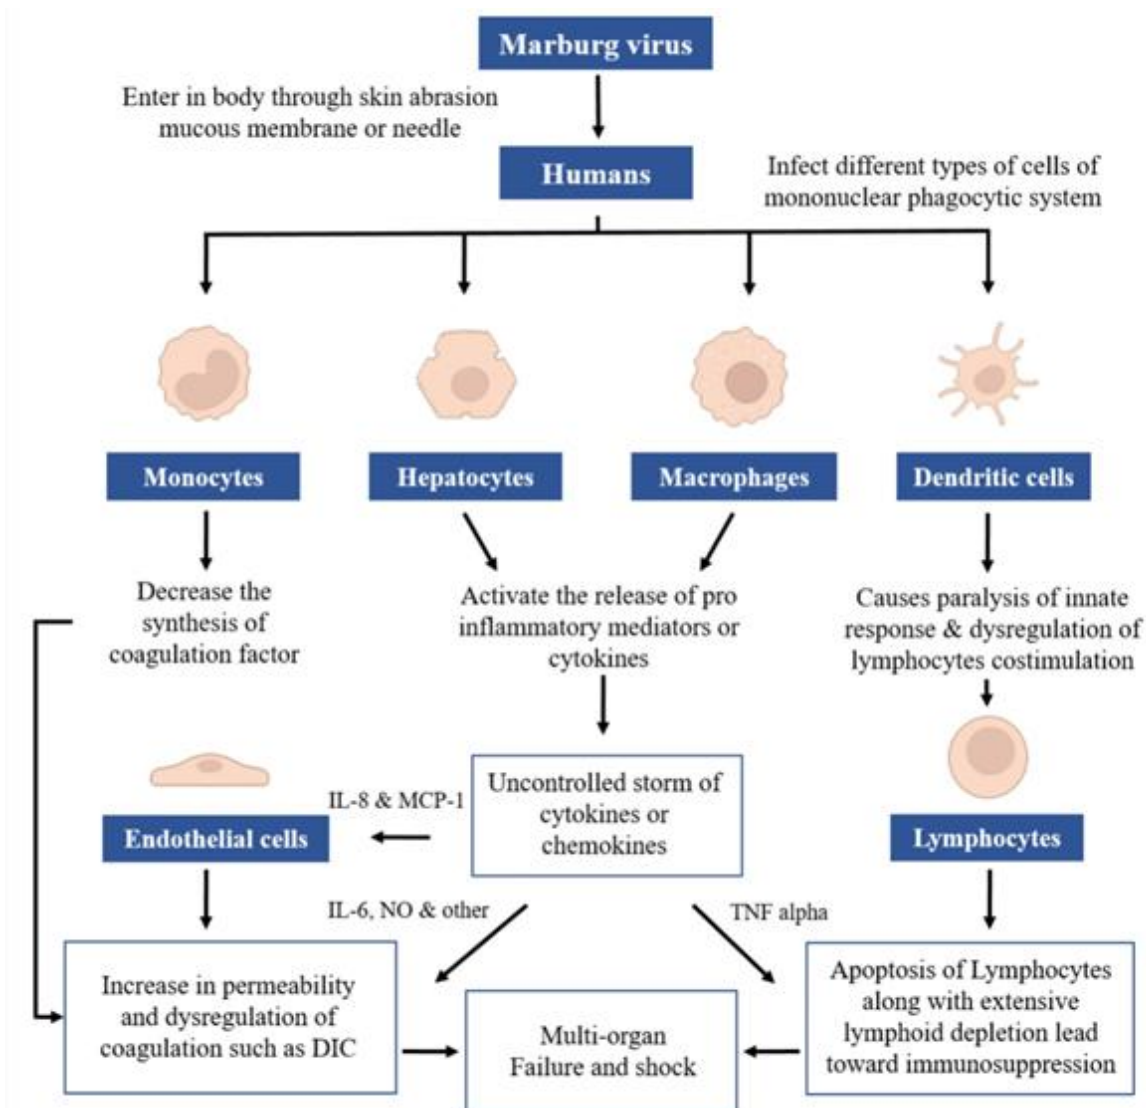 Marburg virus
Enter in body through skin abrasion
mucous membrane or needle
Humans
Infect different types of cells of
mononuclear phagocytic system
Monocytes
Hepatocytes
Macrophages
Dendritic cells
Decrease the
synthesis of
coagulation factor
Activate the release of pro
inflammatory mediators or
cytokines
Causes paralysis of innate
response & dysregulation of
lymphocytes costimulation
IL-8 & MCP-1
Uncontrolled storm of
cytokines or
chemokines
Endothelial cells
Lymphocytes
IL-6, NO & other
TNF alpha
Increase in permeability
and dysregulation of
coagulation such as DIC
Multi-organ
Failure and shock
Apoptosis of Lymphocytes
along with extensive
lymphoid depletion lead
toward immunosuppression